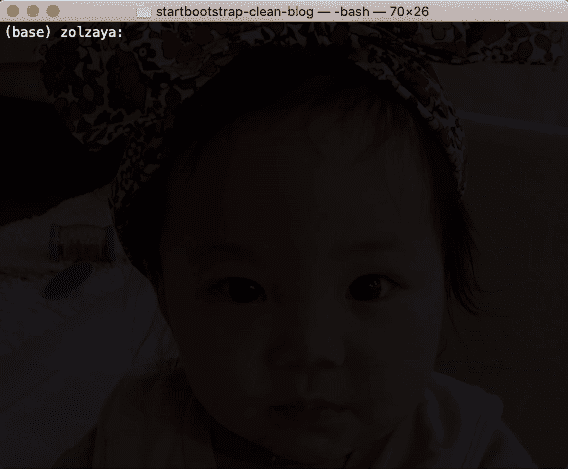 startbootstrap-clean-blog — -bash — 70×26
(base) zolzaya: